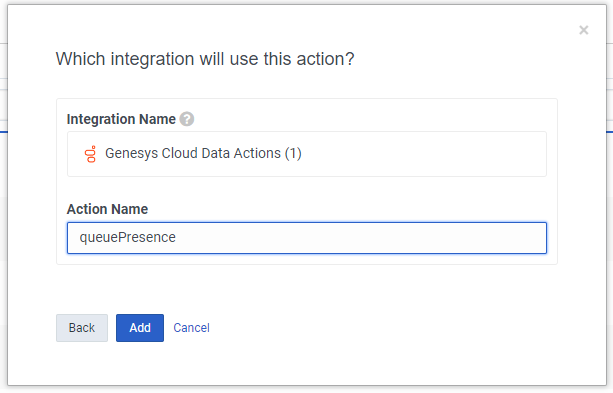 Which integration will use this action?
Integration Name
Genesys Cloud Data Actions (1)
Action Name
queuePresence
Back Add Cancel